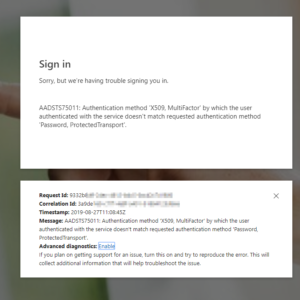 Sign in
Sorry, but we're having trouble signing you in.
AADSTS75011: Authentication method 'X509, MultiFactor' by which the user
authenticated with the service doesn't match requested authentication method
'Password, ProtectedTransport'.
Request Id:
Correlation Id:
Timestamp: 2019-08-27T11:08:45Z
Message: AADSTS75011: Authentication method 'X509, MultiFactor' by which the user
authenticated with the service doesn't match requested authentication method 'Password,
ProtectedTransport'.
Advanced diagnostics: Enable
If you plan on getting support for an issue, turn this on and try to reproduce the error. This will
collect additional information that will help troubleshoot the issue.